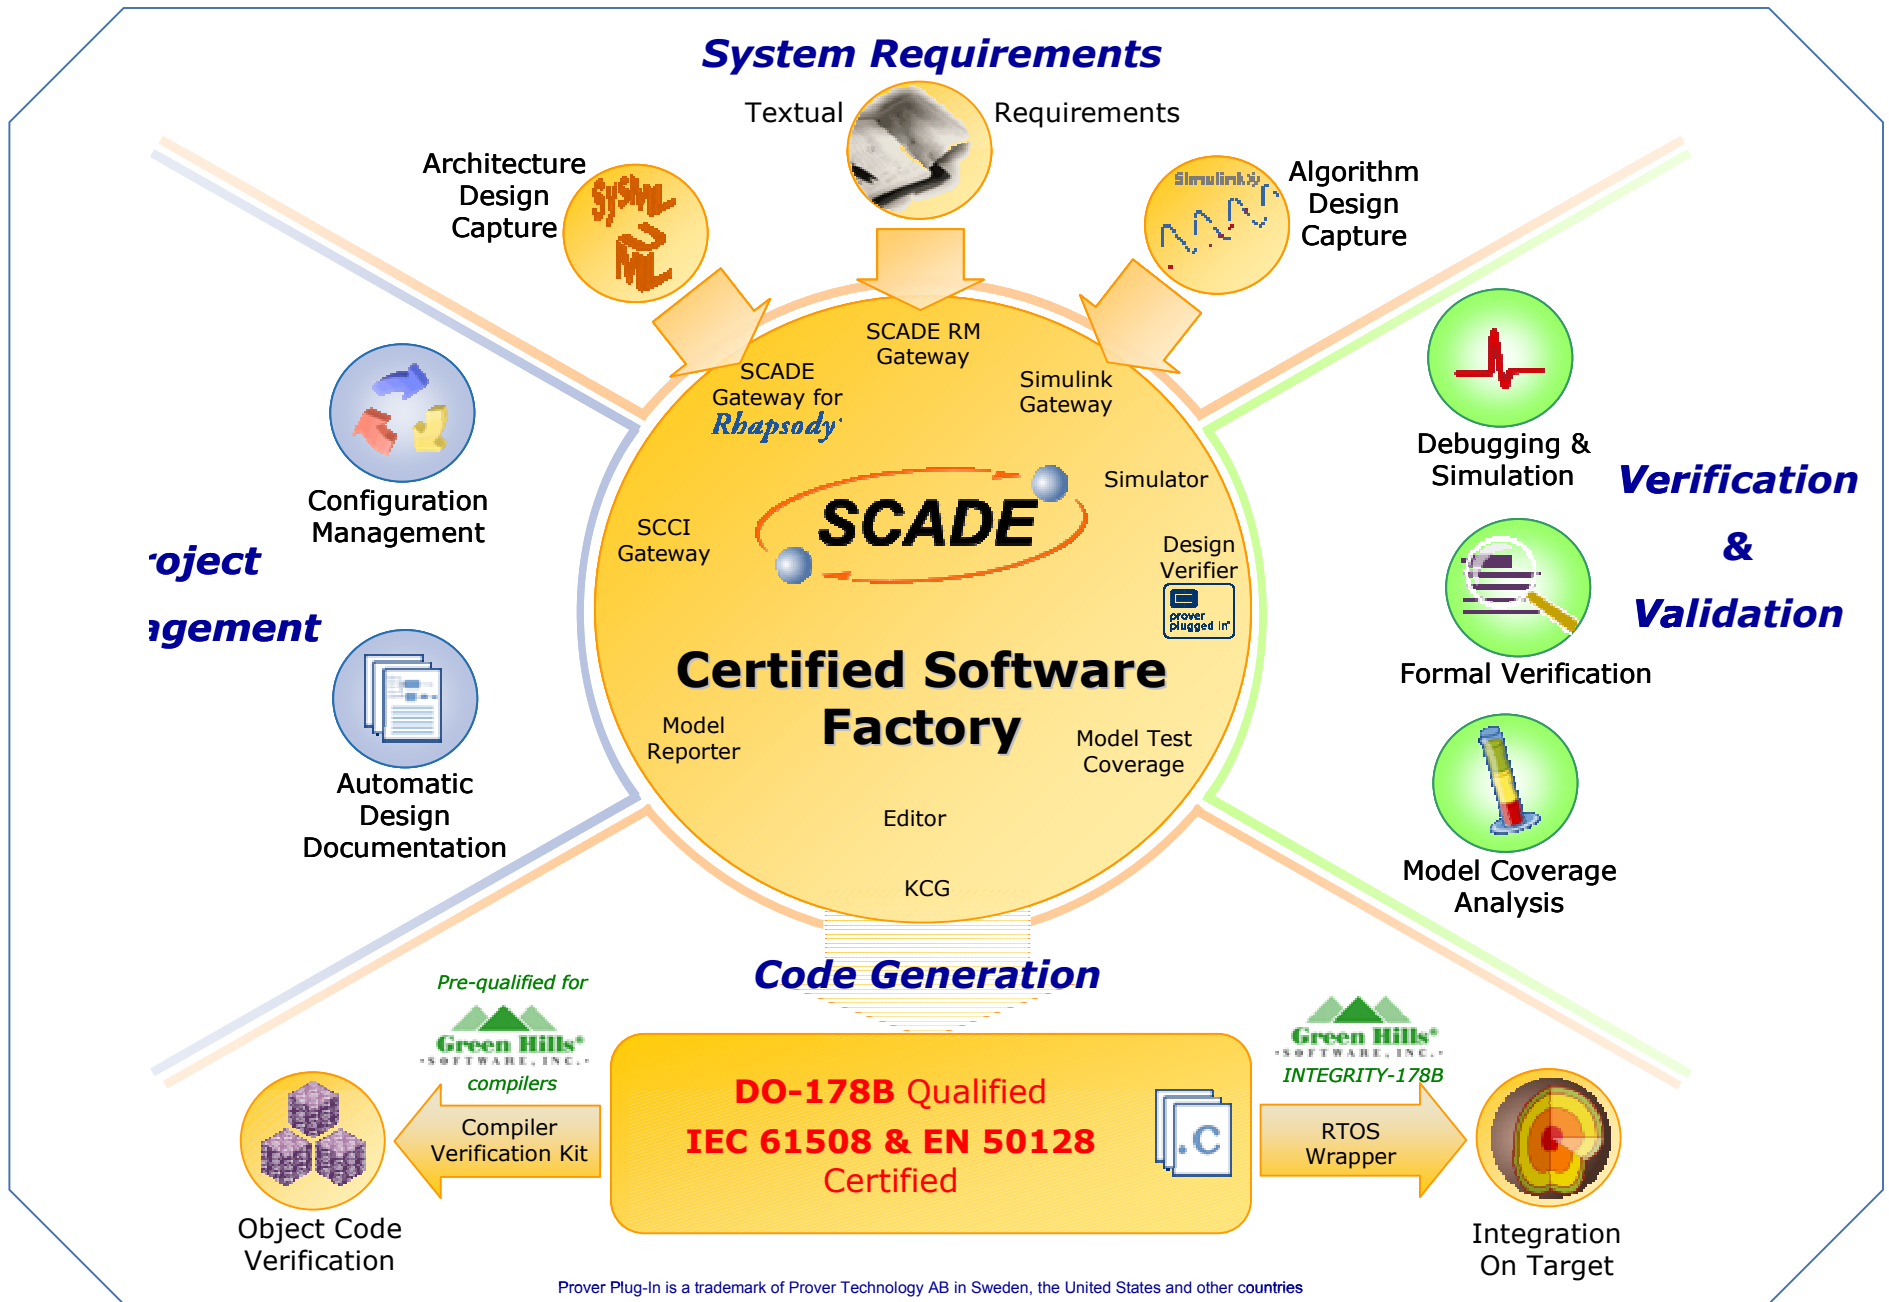 System Requirements
Textual Requirements
Architecture
Design
Capture
SysML
UML
Simulink
Algorithm
Design
Capture
SCADE RM
Gateway
SCADE
Gateway for
Rhapsody
Simulink
Gateway
Configuration
Management
Debugging &
Simulation
Simulator
SCADE
SCCI
Gateway
Design
Verifier
prover
plugged in
roject
agement
Verification
&
Validation
Formal Verification
Certified Software
Factory
Model
Reporter
Model Test
Coverage
Automatic
Design
Documentation
Editor
KCG
Model Coverage
Analysis
Code Generation
Pre-qualified for
Green Hills®
SOFTWARE, INC.
compilers
Compiler
Verification Kit
Object Code
Verification
DO-178B Qualified
IEC 61508 & EN 50128
Certified
.C
Green Hills®
SOFTWARE, INC.
INTEGRITY-178B
RTOS
Wrapper
Integration
On Target
Prover Plug-In is a trademark of Prover Technology AB in Sweden, the United States and other countries